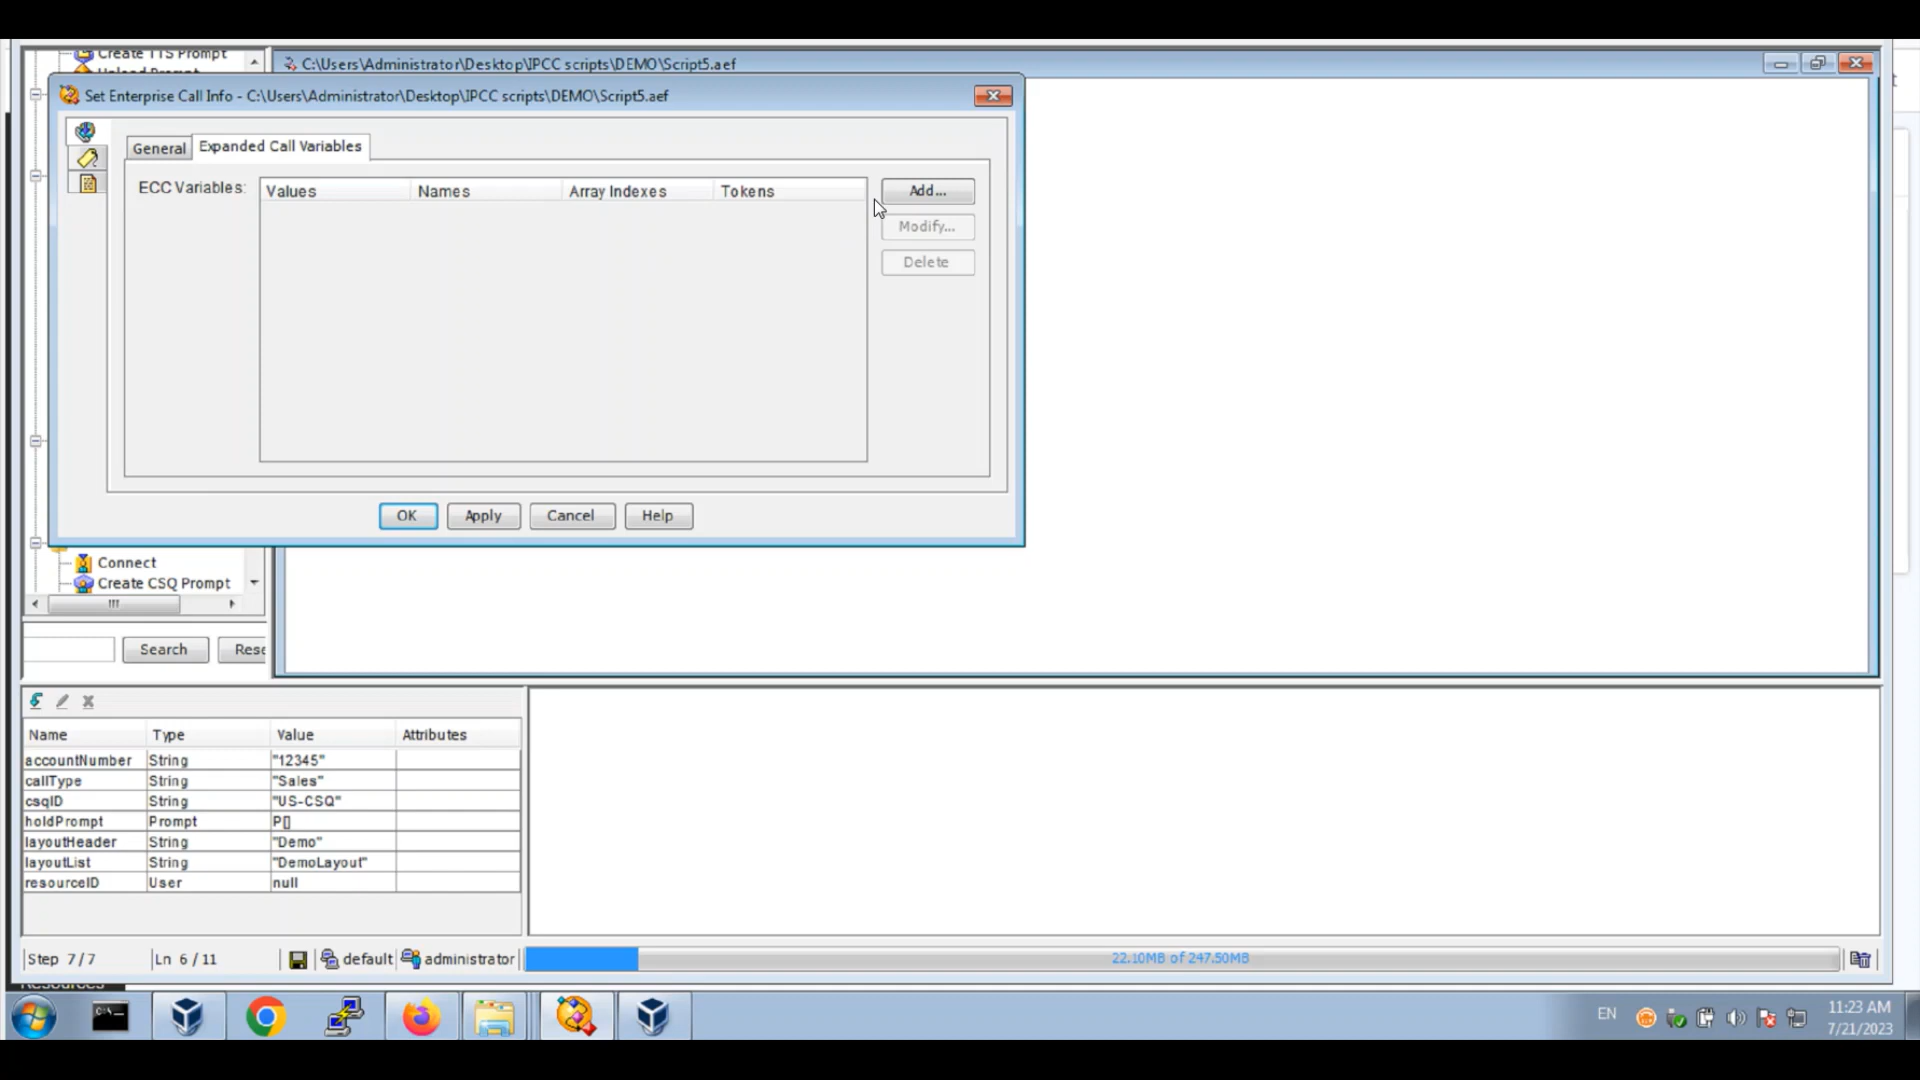 Create TTS Prompt
Upload Prompt
C:\Users\Administrator\Desktop\IPCC scripts\DEMO\Script5.aef
Set Enterprise Call Info - C:\Users\Administrator\Desktop\IPCC scripts\DEMO\Script5.aef
General
Expanded Call Variables
ECC Variables:
Values
Names
Array Indexes
Tokens
Add...
Modify...
Delete
OK
Apply
Cancel
Help
Connect
Create CSQ Prompt
Search
Rese
Name Type Value Attributes
accountNumber String "12345"
callType String "Sales"
csqID String "US-CSQ"
holdPrompt Prompt P[]
layoutHeader String "Demo"
layoutList String "DemoLayout"
resourceID User null
Step 7/7
Ln 6/11
default
administrator
22.10MB of 247.50MB
Resources
C:\
EN
11:23 AM
7/21/2023